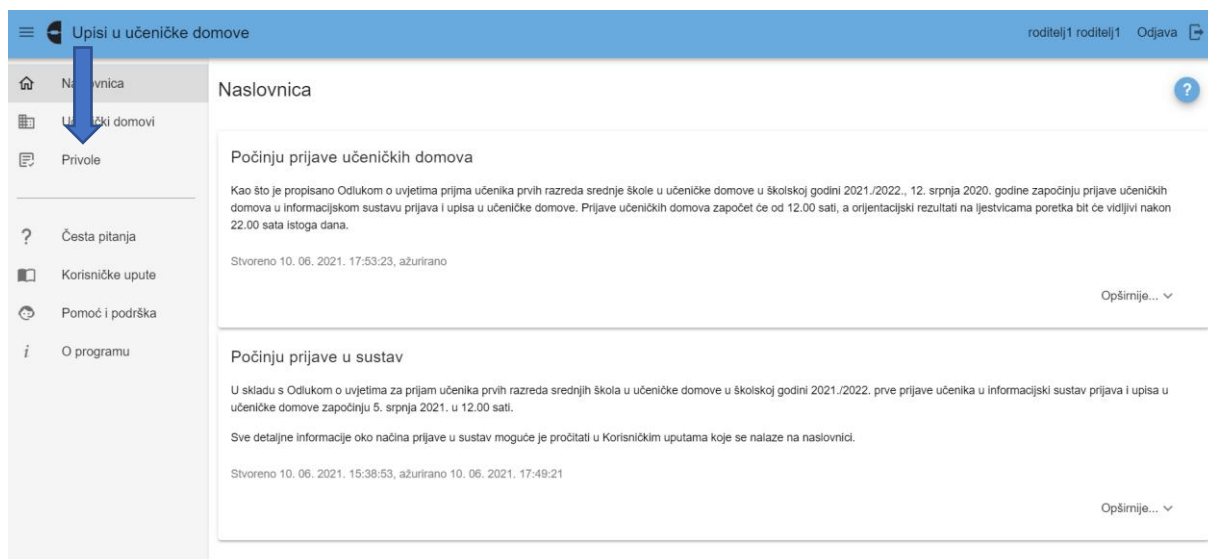 Upisi u učeničke domove
roditelj1 roditelj1 Odjava
Naslovnica
Učenički domovi
Privole
? Česta pitanja
Korisničke upute
Pomoć i podrška
i O programu
Naslovnica
?
Počinju prijave učeničkih domova
Kao što je propisano Odlukom o uvjetima prijma učenika prvih razreda srednje škole u učeničke domove u školskoj godini 2021./2022., 12. srpnja 2020. godine započinju prijave učeničkih
domova u informacijskom sustavu prijava i upisa u učeničke domove. Prijave učeničkih domova započet će od 12.00 sati, a orijentacijski rezultati na ljestvicama poretka bit će vidljivi nakon
22.00 sata istoga dana.
Stvoreno 10. 06. 2021. 17:53:23, ažurirano
Opširnije...
Počinju prijave u sustav
U skladu s Odlukom o uvjetima za prijam učenika prvih razreda srednjih škola u učeničke domove u školskoj godini 2021./2022. prve prijave učenika u informacijski sustav prijava i upisa u
učeničke domove započinju 5. srpnja 2021. u 12.00 sati.
Sve detaljne informacije oko načina prijave u sustav moguće je pročitati u Korisničkim uputama koje se nalaze na naslovnici.
Stvoreno 10. 06. 2021. 15:38:53, ažurirano 10. 06. 2021. 17:49:21
Opširnije...